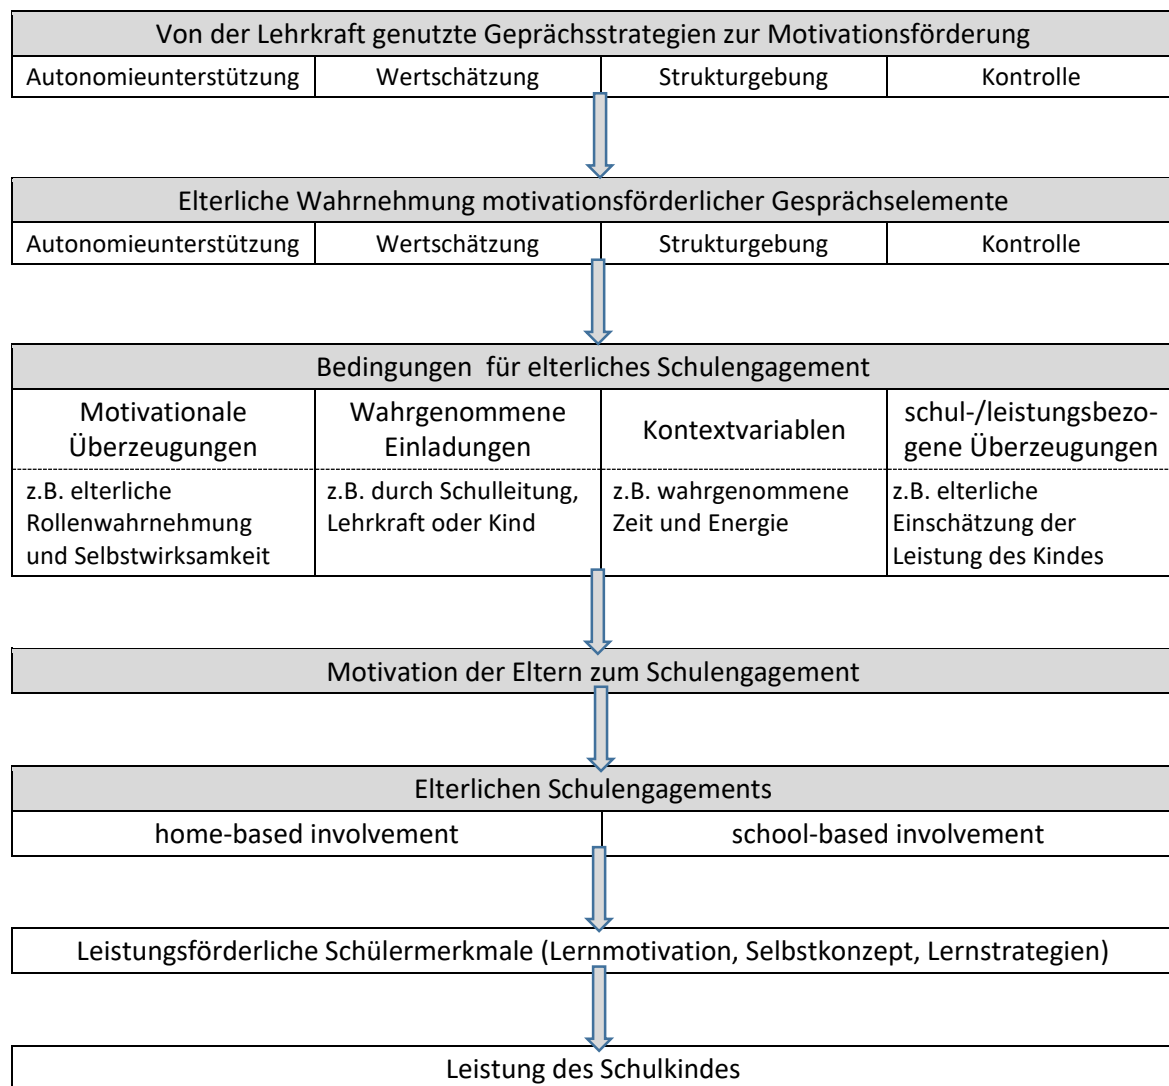 Von der Lehrkraft genutzte Geprächsstrategien zur Motivationsförderung
Autonomieunterstützung Wertschätzung Strukturgebung Kontrolle
Elterliche Wahrnehmung motivationsförderlicher Gesprächselemente
Autonomieunterstützung Wertschätzung Strukturgebung Kontrolle
Bedingungen für elterliches Schulengagement
Motivationale
Überzeugungen
Wahrgenommene
Einladungen
Kontextvariablen
schul-/leistungsbezo-
gene Überzeugungen
z.B. elterliche
Rollenwahrnehmung
und Selbstwirksamkeit
z.B. durch Schulleitung,
Lehrkraft oder Kind
z.B. wahrgenommene
Zeit und Energie
z.B. elterliche
Einschätzung der
Leistung des Kindes
Motivation der Eltern zum Schulengagement
Elterlichen Schulengagements
home-based involvement school-based involvement
Leistungsförderliche Schülermerkmale (Lernmotivation, Selbstkonzept, Lernstrategien)
Leistung des Schulkindes